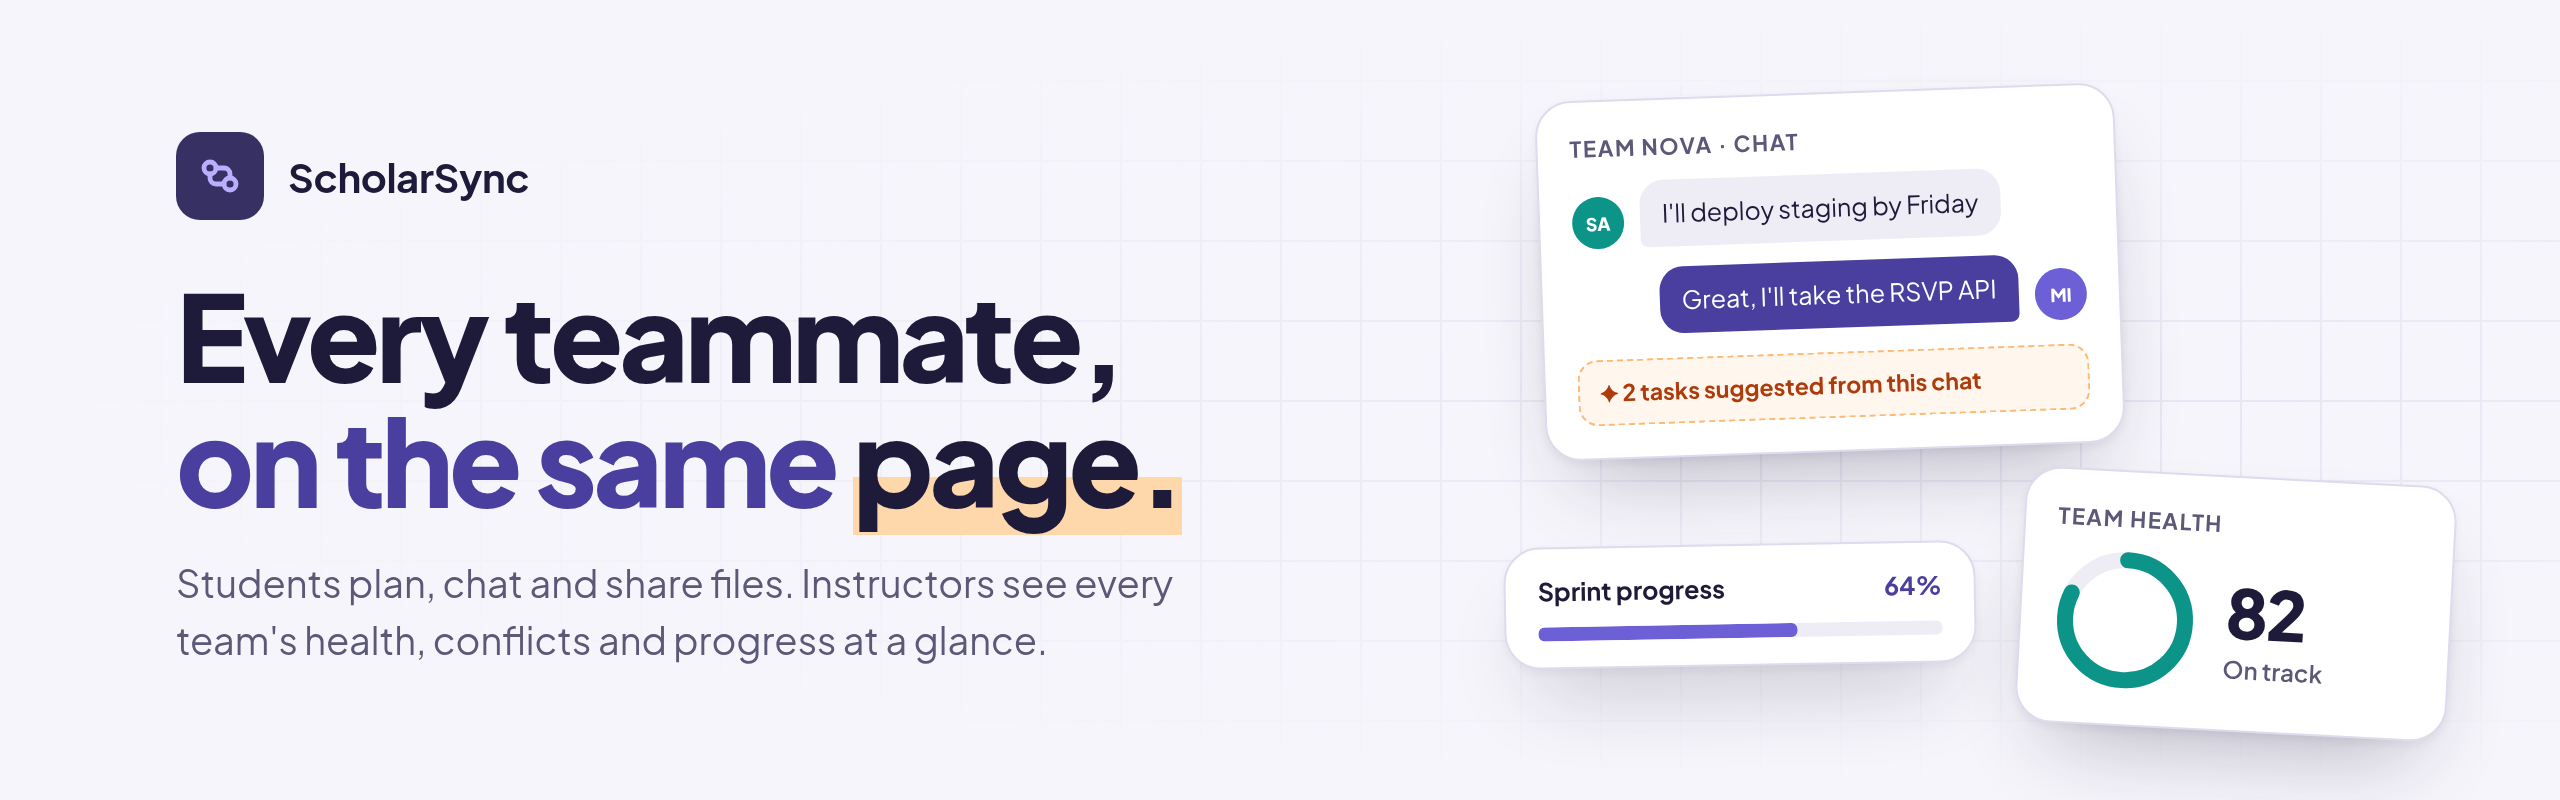 ScholarSync
Every teammate,
on the same page.
Students plan, chat and share files. Instructors see every
team's health, conflicts and progress at a glance.
TEAM NOVA · CHAT
SA
I'll deploy staging by Friday
Great, I'll take the RSVP API
MI
✦ 2 tasks suggested from this chat
Sprint progress 64%
TEAM HEALTH
82
On track